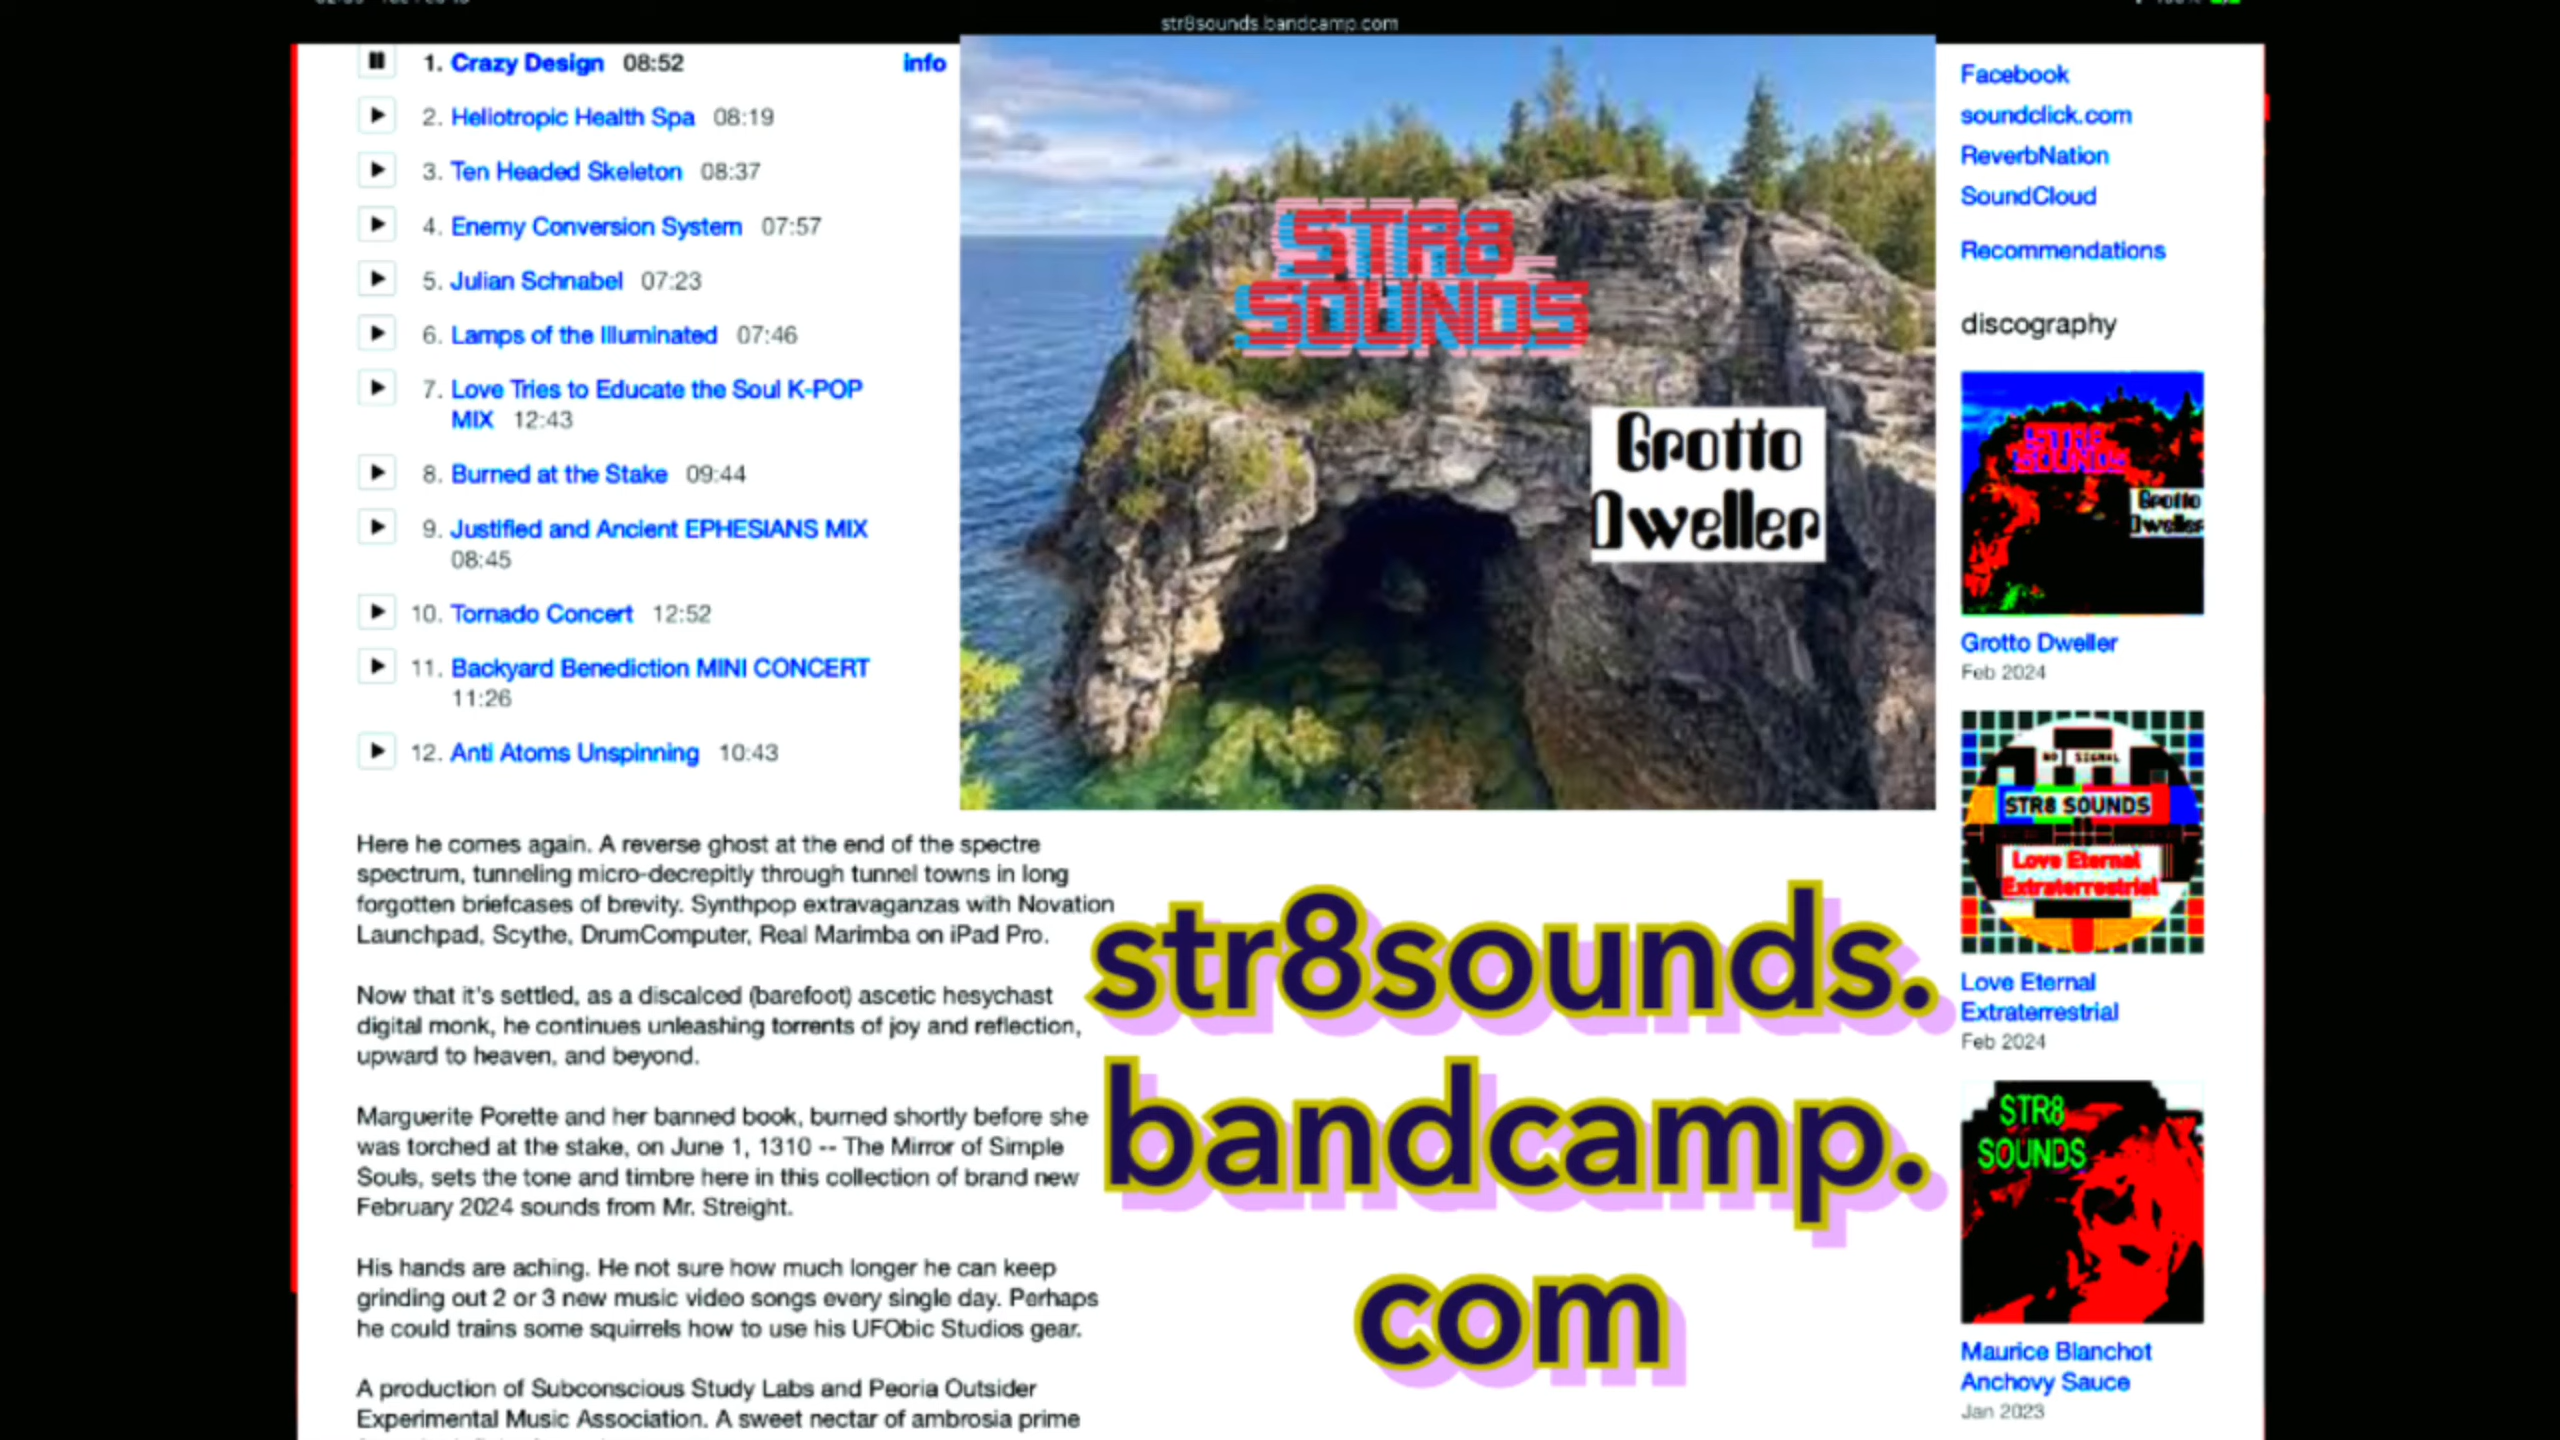 str8sounds.bandcamp.com
1. Crazy Design 08:52 info
2. Heliotropic Health Spa 08:19
3. Ten Headed Skeleton 08:37
4. Enemy Conversion System 07:57
5. Julian Schnabel 07:23
6. Lamps of the Illuminated 07:46
7. Love Tries to Educate the Soul K-POP
MIX 12:43
8. Burned at the Stake 09:44
9. Justified and Ancient EPHESIANS MIX
08:45
10. Tornado Concert 12:52
11. Backyard Benediction MINI CONCERT
11:26
12. Anti Atoms Unspinning 10:43
Here he comes again. A reverse ghost at the end of the spectre
spectrum, tunneling micro-decrepitly through tunnel towns in long
forgotten briefcases of brevity. Synthpop extravaganzas with Novation
Launchpad, Scythe, DrumComputer, Real Marimba on iPad Pro.
Now that it's settled, as a discalced (barefoot) ascetic hesychast
digital monk, he continues unleashing torrents of joy and reflection,
upward to heaven, and beyond.
Marguerite Porette and her banned book, burned shortly before she
was torched at the stake, on June 1, 1310 -- The Mirror of Simple
Souls, sets the tone and timbre here in this collection of brand new
February 2024 sounds from Mr. Streight.
His hands are aching. He not sure how much longer he can keep
grinding out 2 or 3 new music video songs every single day. Perhaps
he could trains some squirrels how to use his UFObic Studios gear.
A production of Subconscious Study Labs and Peoria Outsider
Experimental Music Association. A sweet nectar of ambrosia prime
STR8
SOUNDS
Grotto
Dweller
str8sounds.
bandcamp.
com
Facebook
soundclick.com
ReverbNation
SoundCloud
Recommendations
discography
STR8
SOUNDS
Grotto
Dweller
Grotto Dweller
Feb 2024
NO SIGNAL
STR8 SOUNDS
Love Eternal
Extraterrestrial
Love Eternal
Extraterrestrial
Feb 2024
STR8
SOUNDS
Maurice Blanchot
Anchovy Sauce
Jan 2023